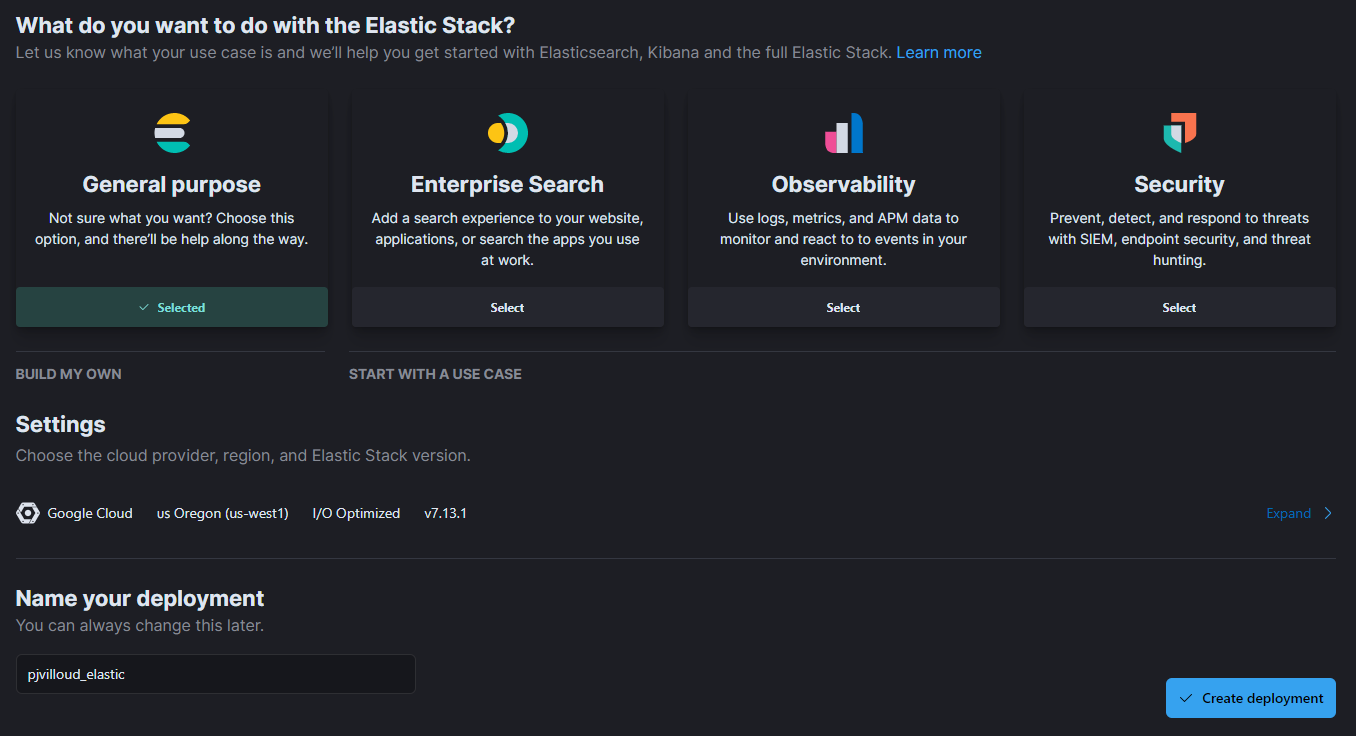 What do you want to do with the Elastic Stack?
Let us know what your use case is and we'll help you get started with Elasticsearch, Kibana and the full Elastic Stack. Learn more
General purpose
Not sure what you want? Choose this
option, and there'll be help along the way.
Selected
Enterprise Search
Add a search experience to your website,
applications, or search the apps you use
at work.
Select
Observability
Use logs, metrics, and APM data to
monitor and react to to events in your
environment.
Select
Security
Prevent, detect, and respond to threats
with SIEM, endpoint security, and threat
hunting.
Select
BUILD MY OWN
START WITH A USE CASE
Settings
Choose the cloud provider, region, and Elastic Stack version.
Google Cloud us Oregon (us-west1) I/O Optimized v7.13.1 Expand
Name your deployment
You can always change this later.
pjvilloud_elastic
Create deployment